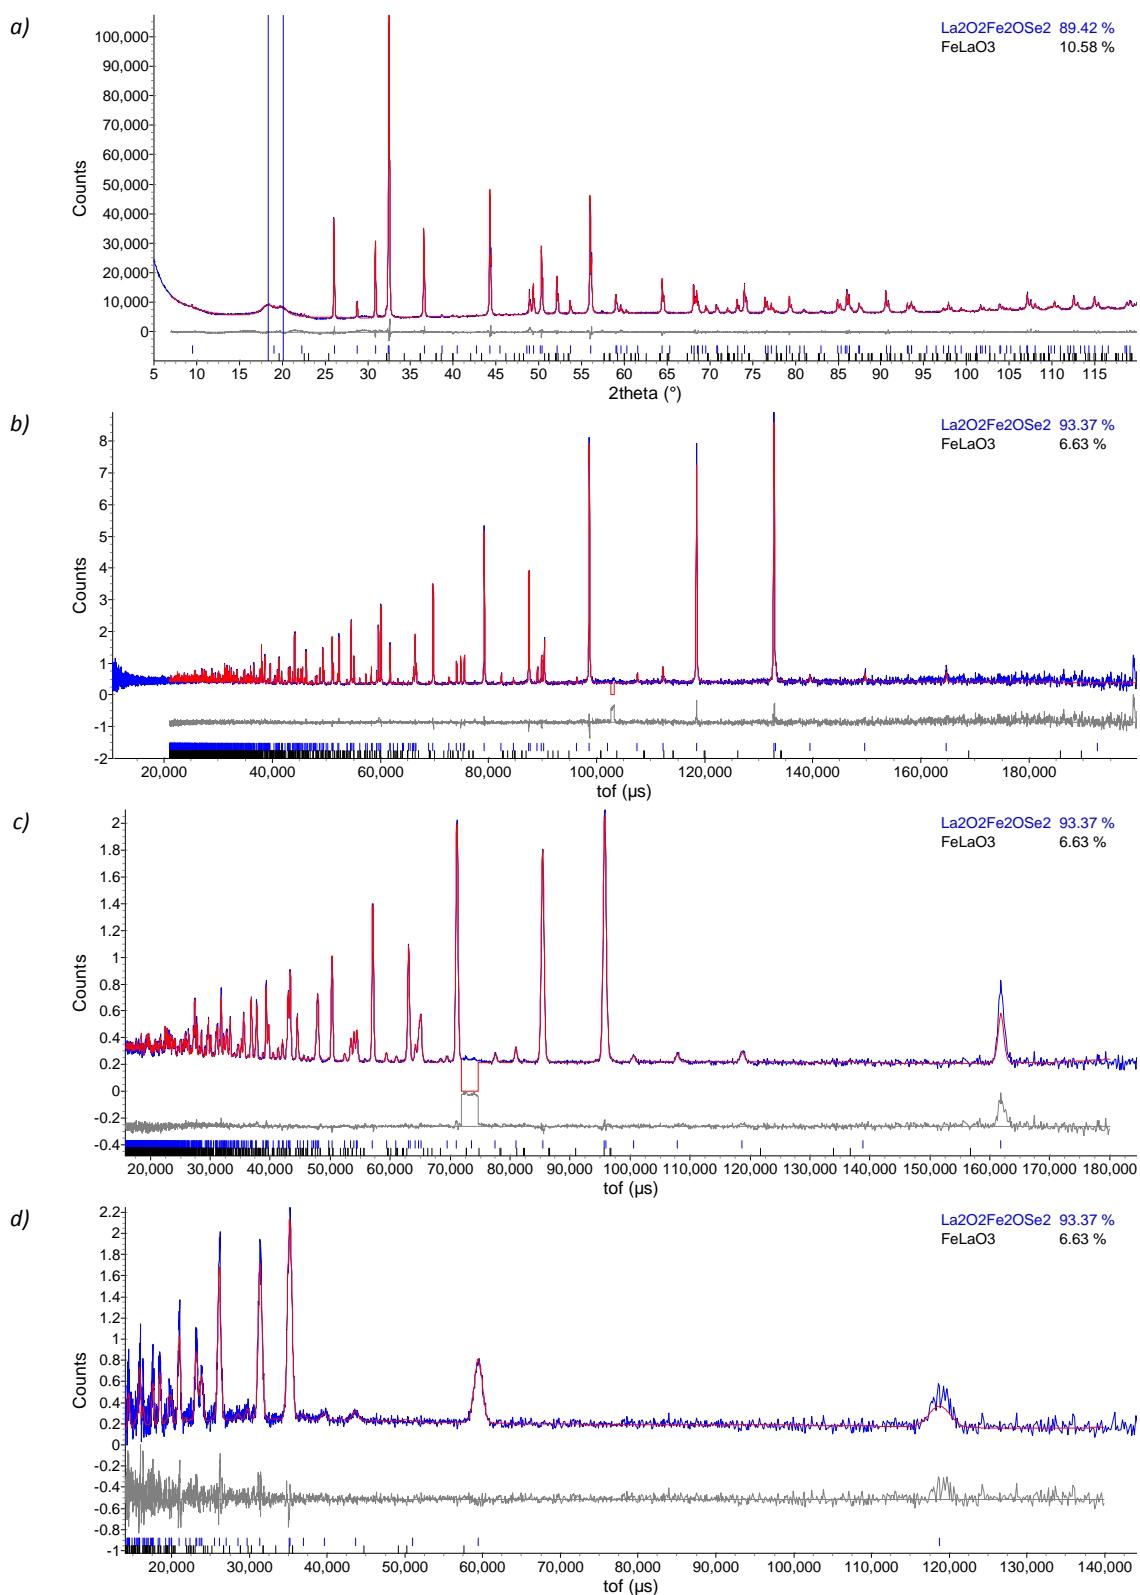 a)
La2O2Fe2OSe2 89.42 %
FeLaO3 10.58 %
100,000
90,000
80,000
70,000
60,000
50,000
40,000
30,000
20,000
10,000
0
Counts
5 10 15 20 25 30 35 40 45 50 55 60 65 70 75 80 85 90 95 100 105 110 115
2theta (°)
b)
La2O2Fe2OSe2 93.37 %
FeLaO3 6.63 %
8
7
6
5
4
3
2
1
0
-1
-2
Counts
20,000 40,000 60,000 80,000 100,000 120,000 140,000 160,000 180,000
tof (µs)
c)
La2O2Fe2OSe2 93.37 %
FeLaO3 6.63 %
2
1.8
1.6
1.4
1.2
1
0.8
0.6
0.4
0.2
0
-0.2
-0.4
Counts
20,000 30,000 40,000 50,000 60,000 70,000 80,000 90,000 100,000 110,000 120,000 130,000 140,000 150,000 160,000 170,000 180,000
tof (µs)
d)
La2O2Fe2OSe2 93.37 %
FeLaO3 6.63 %
2.2
2
1.8
1.6
1.4
1.2
1
0.8
0.6
0.4
0.2
0
-0.2
-0.4
-0.6
-0.8
-1
Counts
20,000 30,000 40,000 50,000 60,000 70,000 80,000 90,000 100,000 110,000 120,000 130,000 140,000
tof (µs)